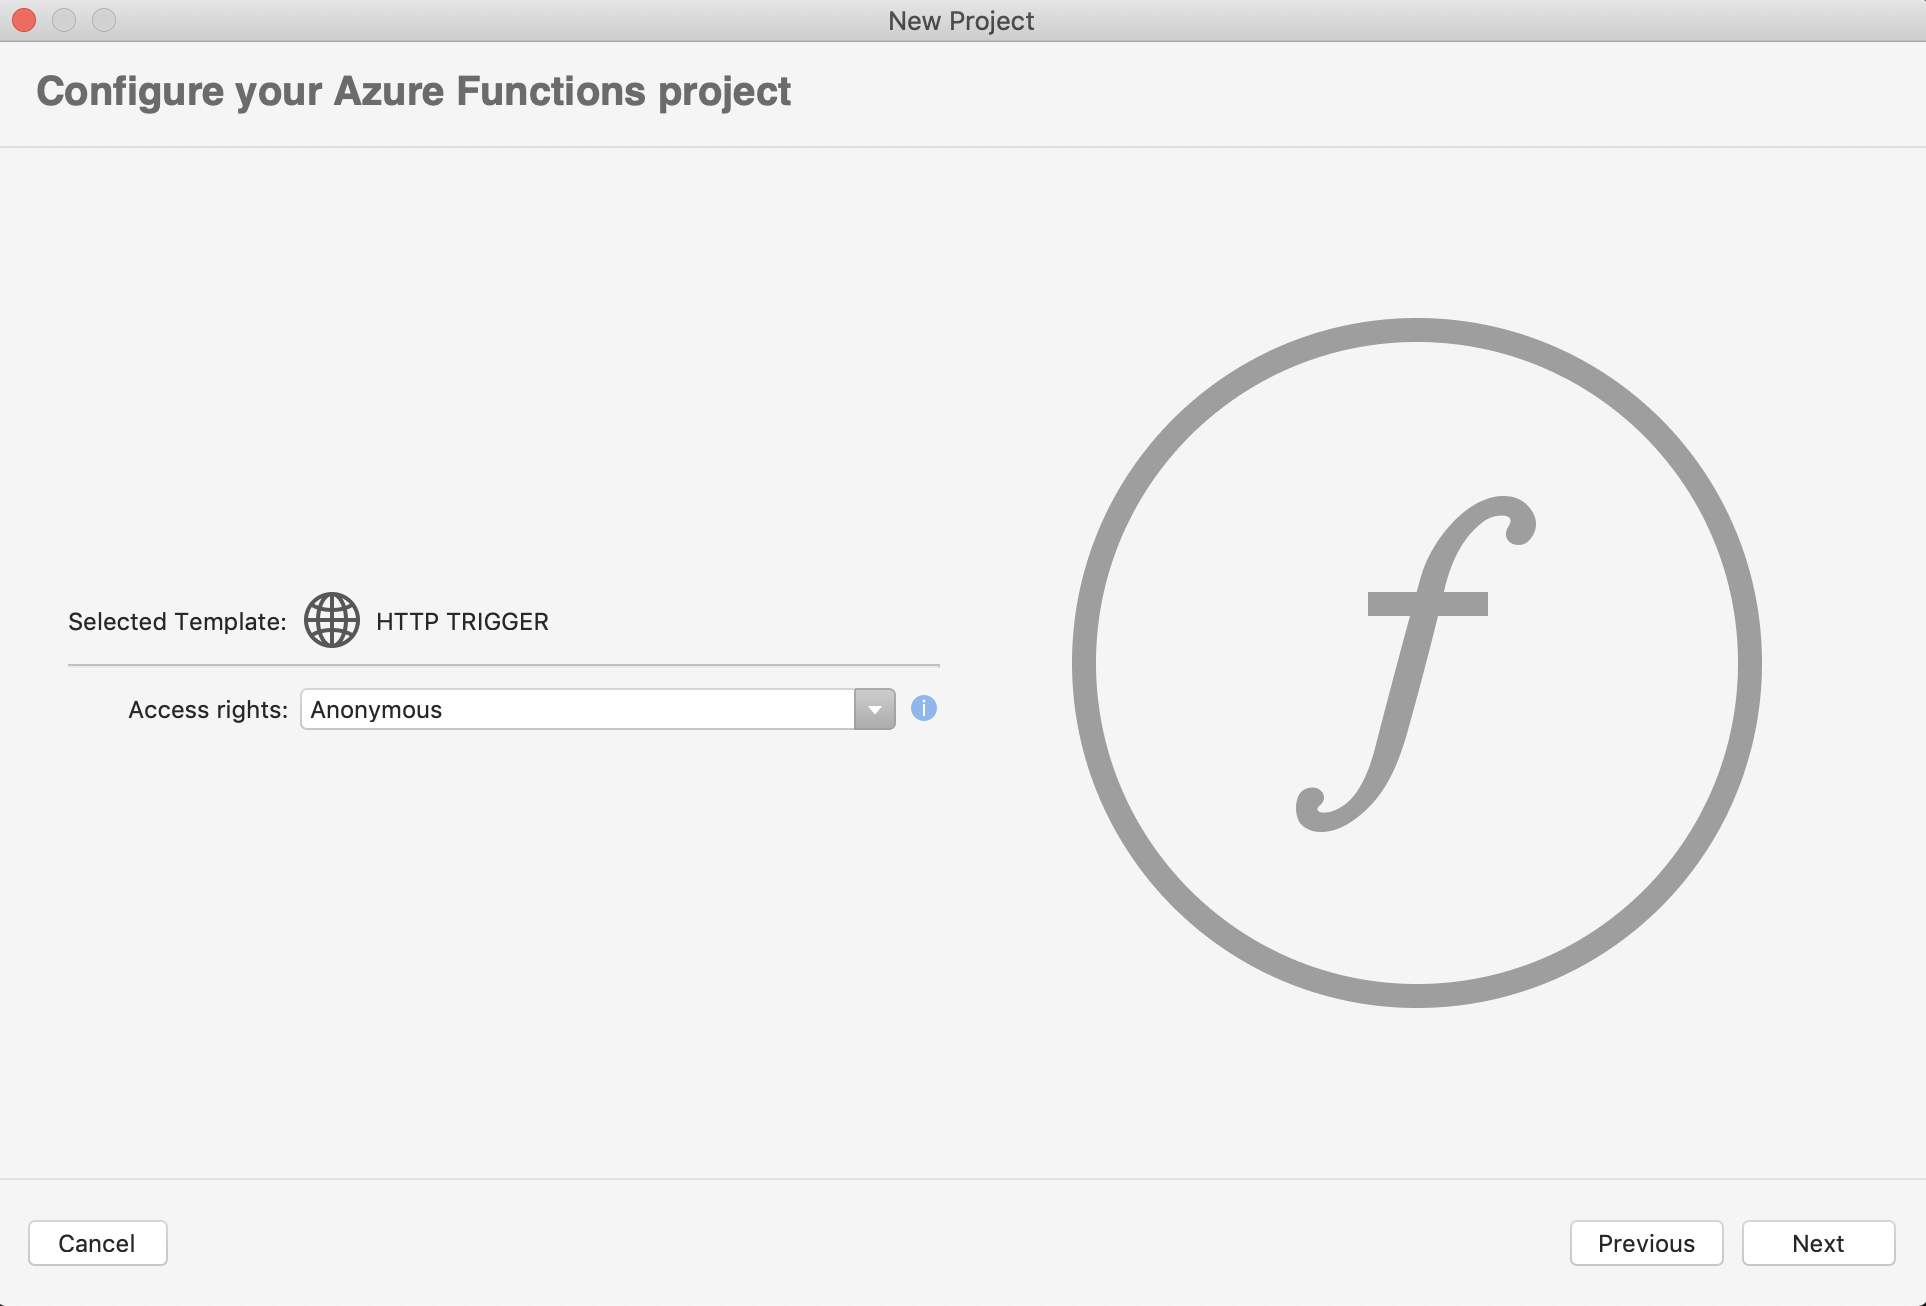 New Project
Configure your Azure Functions project
Selected Template: HTTP TRIGGER
Access rights: Anonymous
Cancel
Previous
Next